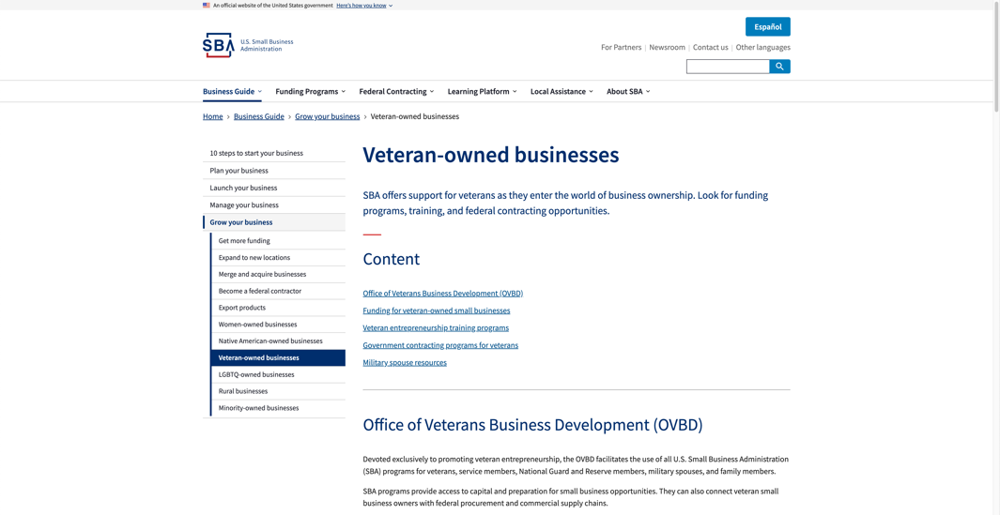 An official website of the United States government Here's how you know
Español
SBA U.S. Small Business
Administration
For Partners | Newsroom | Contact us | Other languages
Business Guide Funding Programs Federal Contracting Learning Platform Local Assistance About SBA
Home › Business Guide › Grow your business › Veteran-owned businesses
10 steps to start your business
Plan your business
Launch your business
Manage your business
Grow your business
Get more funding
Expand to new locations
Merge and acquire businesses
Become a federal contractor
Export products
Women-owned businesses
Native American-owned businesses
Veteran-owned businesses
LGBTQ-owned businesses
Rural businesses
Minority-owned businesses
Veteran-owned businesses
SBA offers support for veterans as they enter the world of business ownership. Look for funding
programs, training, and federal contracting opportunities.
Content
Office of Veterans Business Development (OVBD)
Funding for veteran-owned small businesses
Veteran entrepreneurship training programs
Government contracting programs for veterans
Military spouse resources
Office of Veterans Business Development (OVBD)
Devoted exclusively to promoting veteran entrepreneurship, the OVBD facilitates the use of all U.S. Small Business Administration
(SBA) programs for veterans, service members, National Guard and Reserve members, military spouses, and family members.
SBA programs provide access to capital and preparation for small business opportunities. They can also connect veteran small
business owners with federal procurement and commercial supply chains.